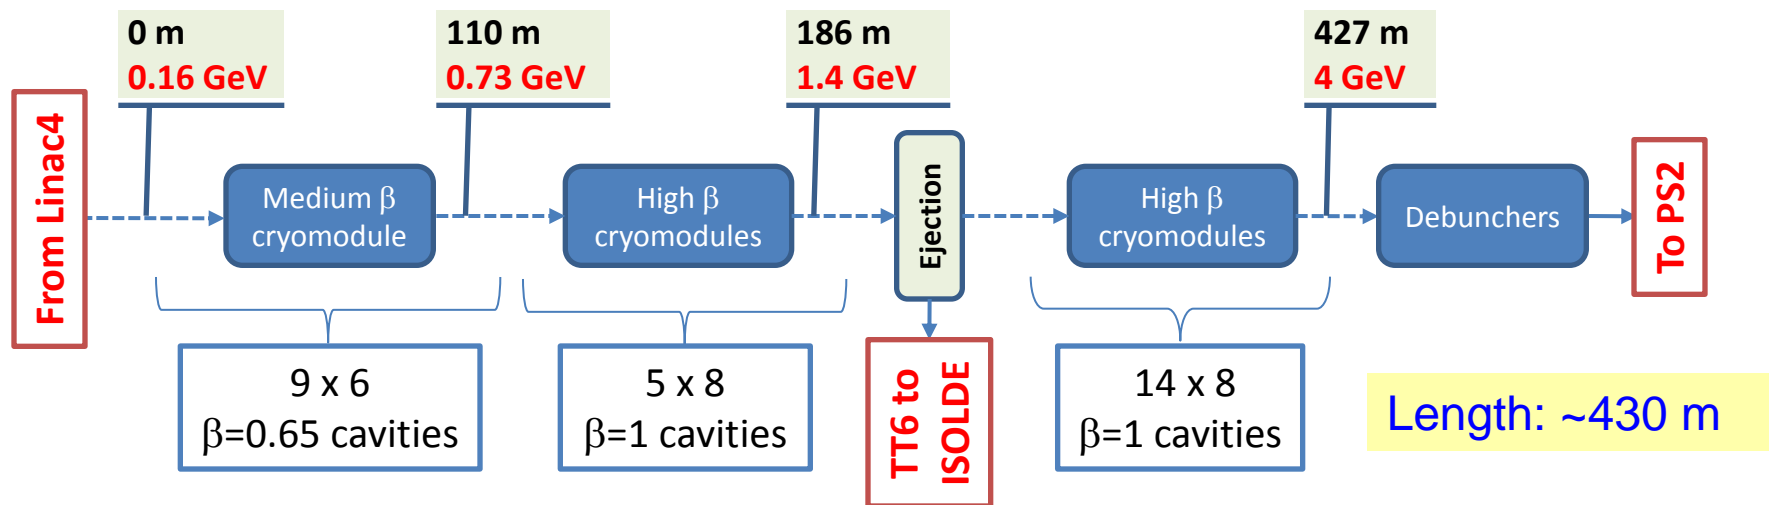 0 m
0.16 GeV
110 m
0.73 GeV
186 m
1.4 GeV
427 m
4 GeV
From Linac4
Medium β
cryomodule
High β
cryomodules
Ejection
High β
cryomodules
Debunchers
To PS2
9 x 6
β=0.65 cavities
5 x 8
β=1 cavities
TT6 to
ISOLDE
14 x 8
β=1 cavities
Length: ~430 m